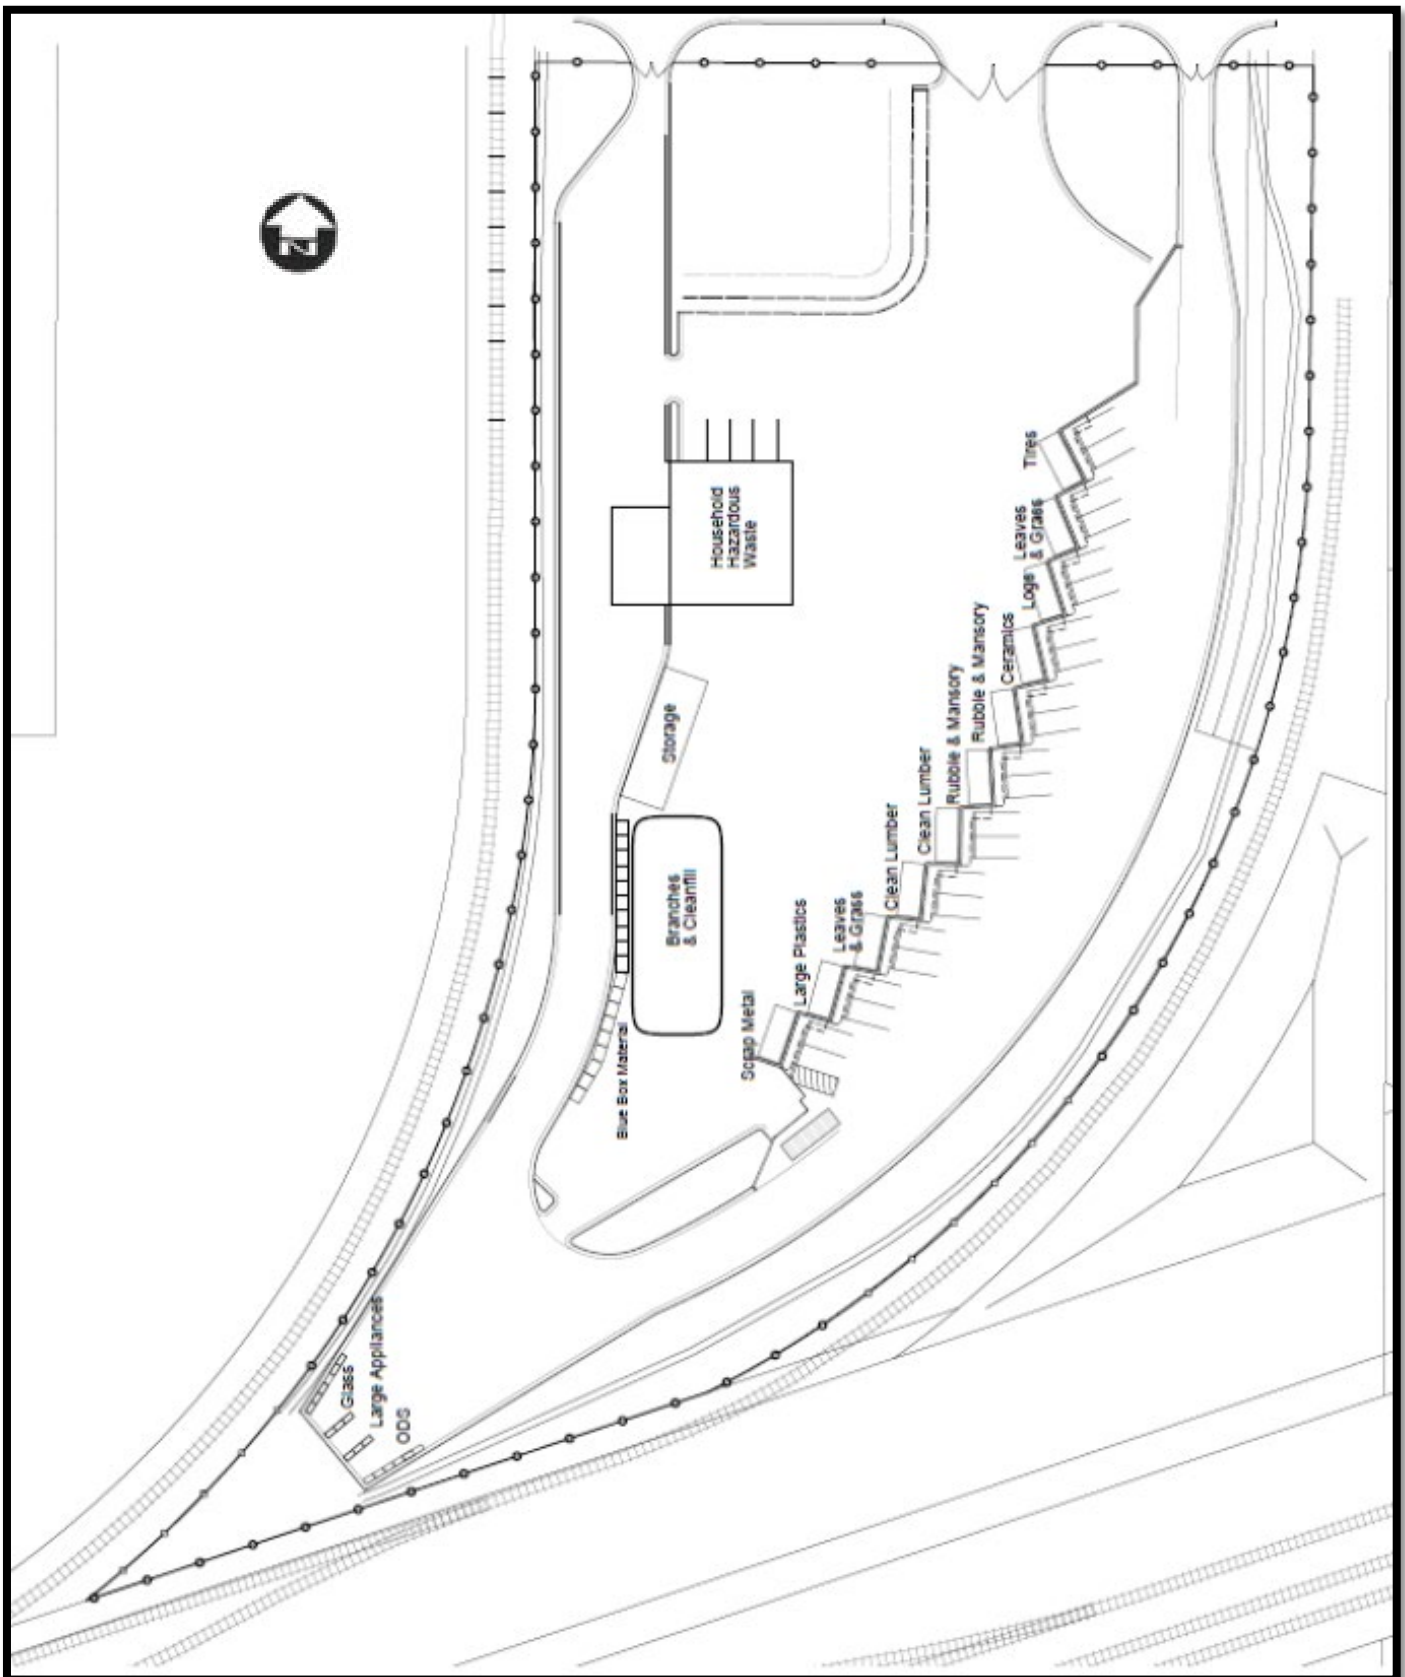 N
Tires
Leaves
& Grass
Logs
Ceramics
Rubble & Mansory
Rubble & Mansory
Clean Lumber
Clean Lumber
Leaves
& Grass
Large Plastics
Scrap Metal
Household
Hazardous
Waste
Storage
Branches
& Cleanfill
Blue Box Material
Glass
Large Appliances
ODS